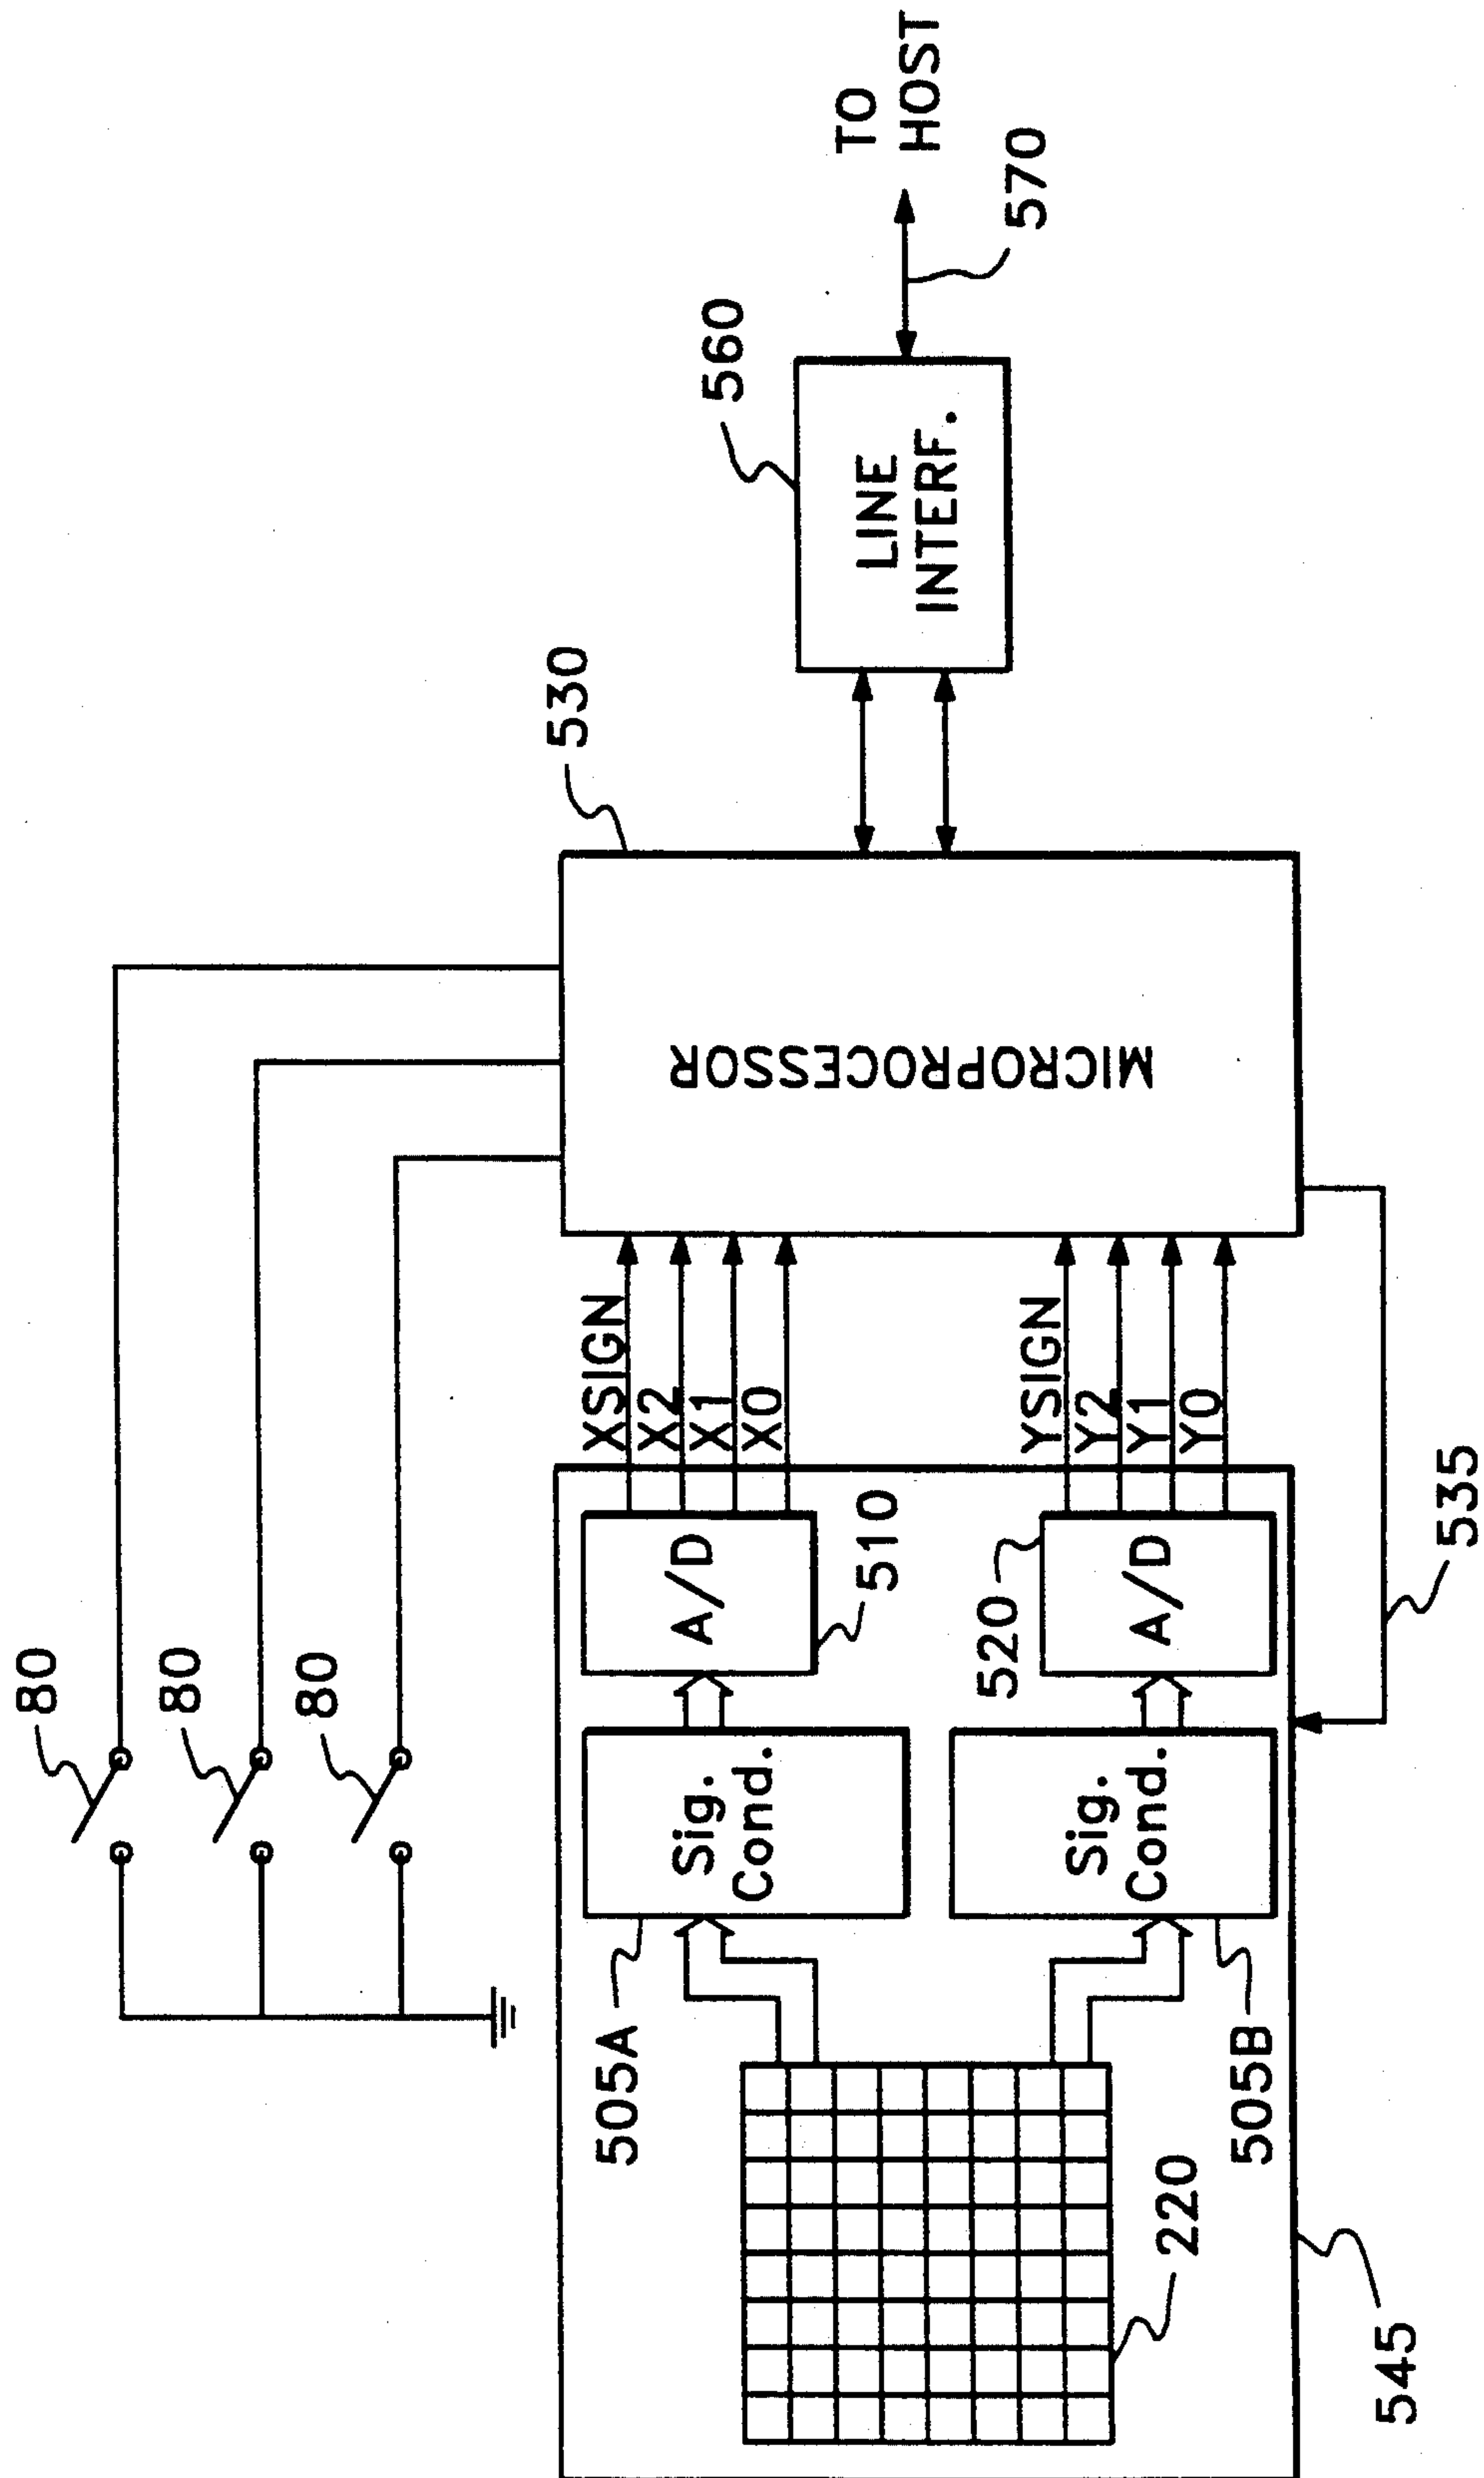 80
80
80
530
560
TO
HOST
570
LINE
INTERF.
MICROPROCESSOR
XSIGN
X2
X1
X0
YSIGN
Y2
Y1
Y0
A/D
510
520
A/D
Sig.
Cond.
Sig.
Cond.
505A
505B
220
535
545